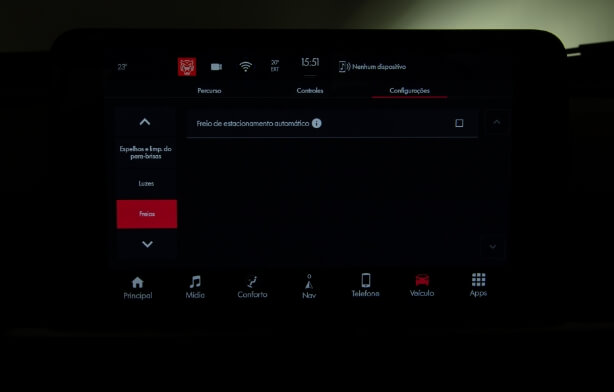 23°
20°
EXT
15:51
Nenhum dispositivo
Percurso
Controles
Configurações
Freio de estacionamento automático
Espelhos e Emp. do
para-brisas
Luzes
Freios
Principal
Mídia
Conforto
Nav
Telefone
Veículo
Apps